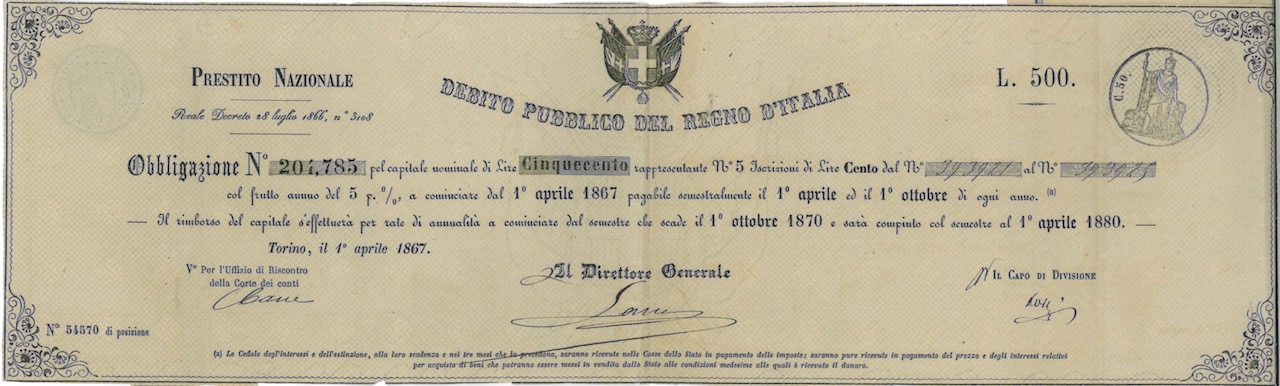 PRESTITO NAZIONALE
Reale Decreto 28 luglio 1866, n° 3108
DEBITO PUBBLICO DEL REGNO D'ITALIA
L. 500.
C. 50.
Obbligazione N° 204,785 pel capitale nominale di Lire Cinquecento rappresentante N° 5 Iscrizioni di Lire Cento dal N° 393921 al N° 393925
col frutto annuo del 5 p. %, a cominciare dal 1° aprile 1867 pagabile semestralmente il 1° aprile ed il 1° ottobre di ogni anno. (a)
— Il rimborso del capitale s'effettuerà per rate di annualità a cominciare dal semestre che scade il 1° ottobre 1870 e sarà compiuto col semestre al 1° aprile 1880. —
Torino, il 1° aprile 1867.
V° Per l'Uffizio di Riscontro
della Corte dei conti
Il Direttore Generale
IL CAPO DI DIVISIONE
N° 54570 di posizione
(a) Le Cedole degl'interessi e dell'estinzione, alla loro scadenza e nei tre mesi che la precedono, saranno ricevute nelle Casse dello Stato in pagamento delle imposte; saranno pure ricevute in pagamento del prezzo e degli interessi relativi
per acquisto di beni che potranno essere messi in vendita dallo Stato alle condizioni medesime alle quali è ricevuto il danaro.